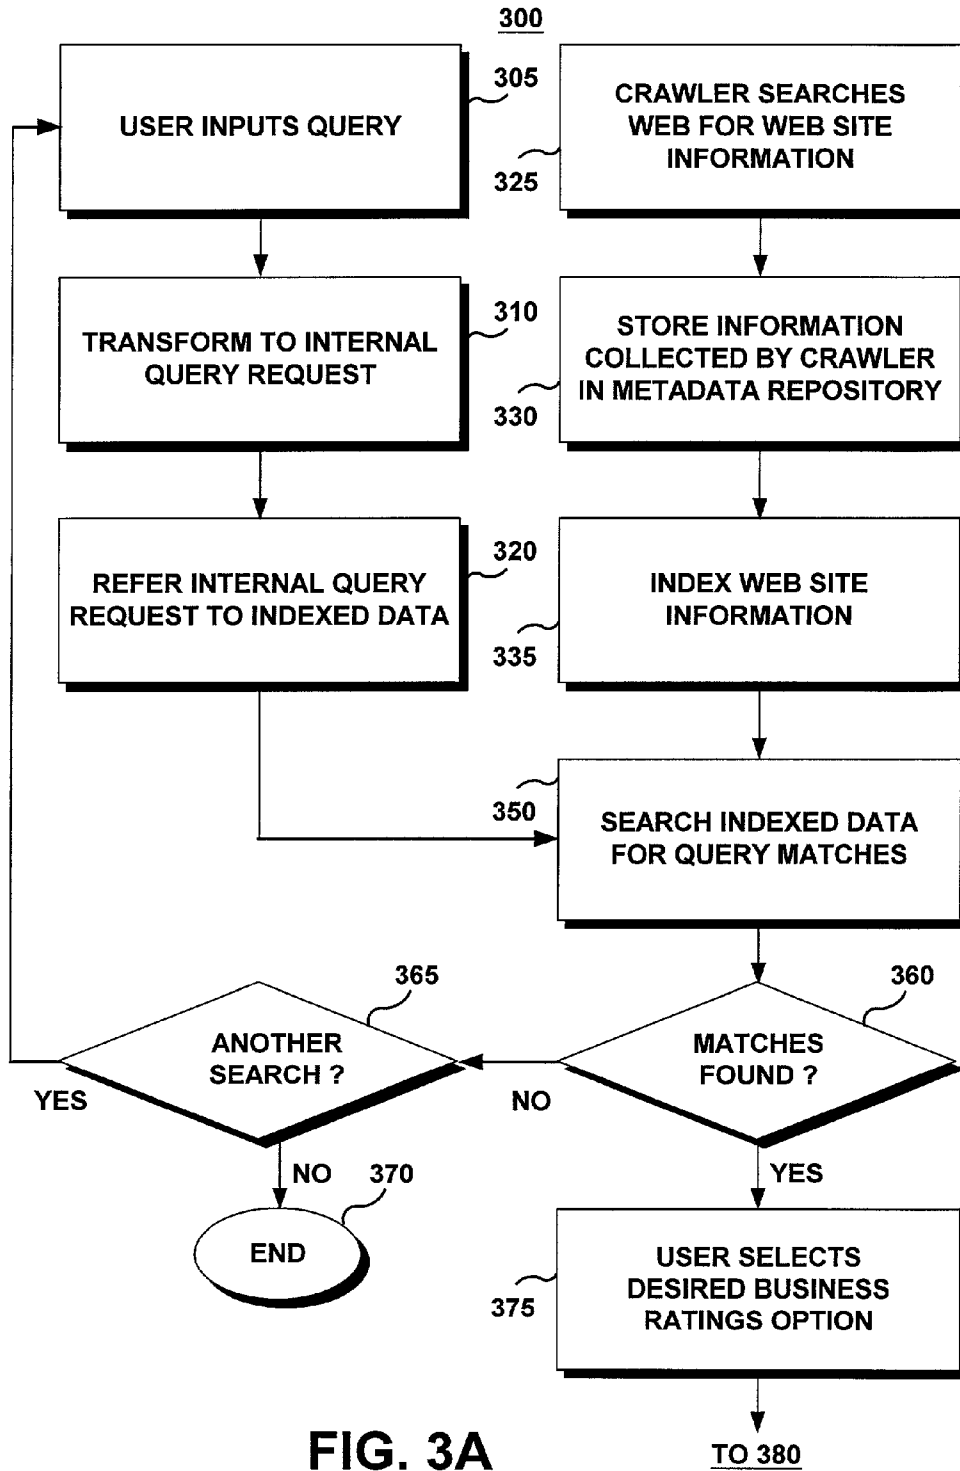 300
305
USER INPUTS QUERY
CRAWLER SEARCHES
WEB FOR WEB SITE
INFORMATION
325
310
TRANSFORM TO INTERNAL
QUERY REQUEST
STORE INFORMATION
COLLECTED BY CRAWLER
IN METADATA REPOSITORY
330
320
REFER INTERNAL QUERY
REQUEST TO INDEXED DATA
INDEX WEB SITE
INFORMATION
335
350
SEARCH INDEXED DATA
FOR QUERY MATCHES
365
360
ANOTHER
SEARCH ?
MATCHES
FOUND ?
YES
NO
NO
370
YES
END
USER SELECTS
DESIRED BUSINESS
RATINGS OPTION
375
FIG. 3A
TO 380